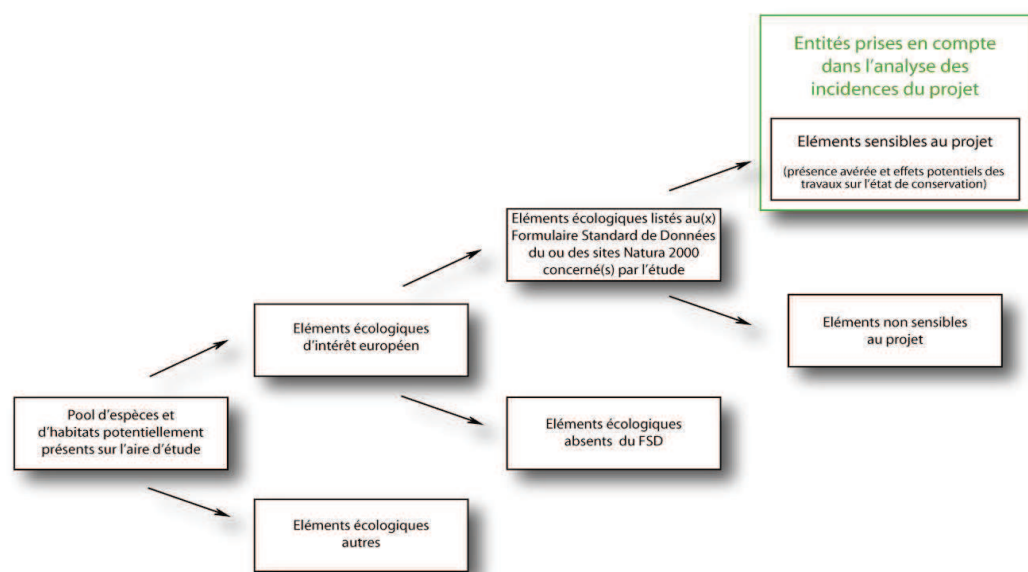 Entités prises en compte
dans l'analyse des
incidences du projet
Eléments sensibles au projet
(présence avérée et effets potentiels des
travaux sur l'état de conservation)
Eléments écologiques listés au(x)
Formulaire Standard de Données
du ou des sites Natura 2000
concerné(s) par l'étude
Eléments non sensibles
au projet
Eléments écologiques
d'intérêt européen
Eléments écologiques
absents du FSD
Pool d'espèces et
d'habitats potentiellement
présents sur l'aire d'étude
Eléments écologiques
autres